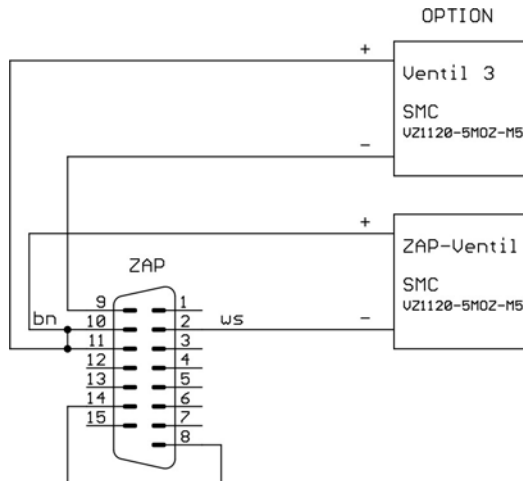 OPTION
+
Ventil 3
SMC
VZ1120-5MOZ-M5
-
+
ZAP-Ventil
SMC
VZ1120-5MOZ-M5
-
ZAP
bn
ws
9
10
11
12
13
14
15
1
2
3
4
5
6
7
8